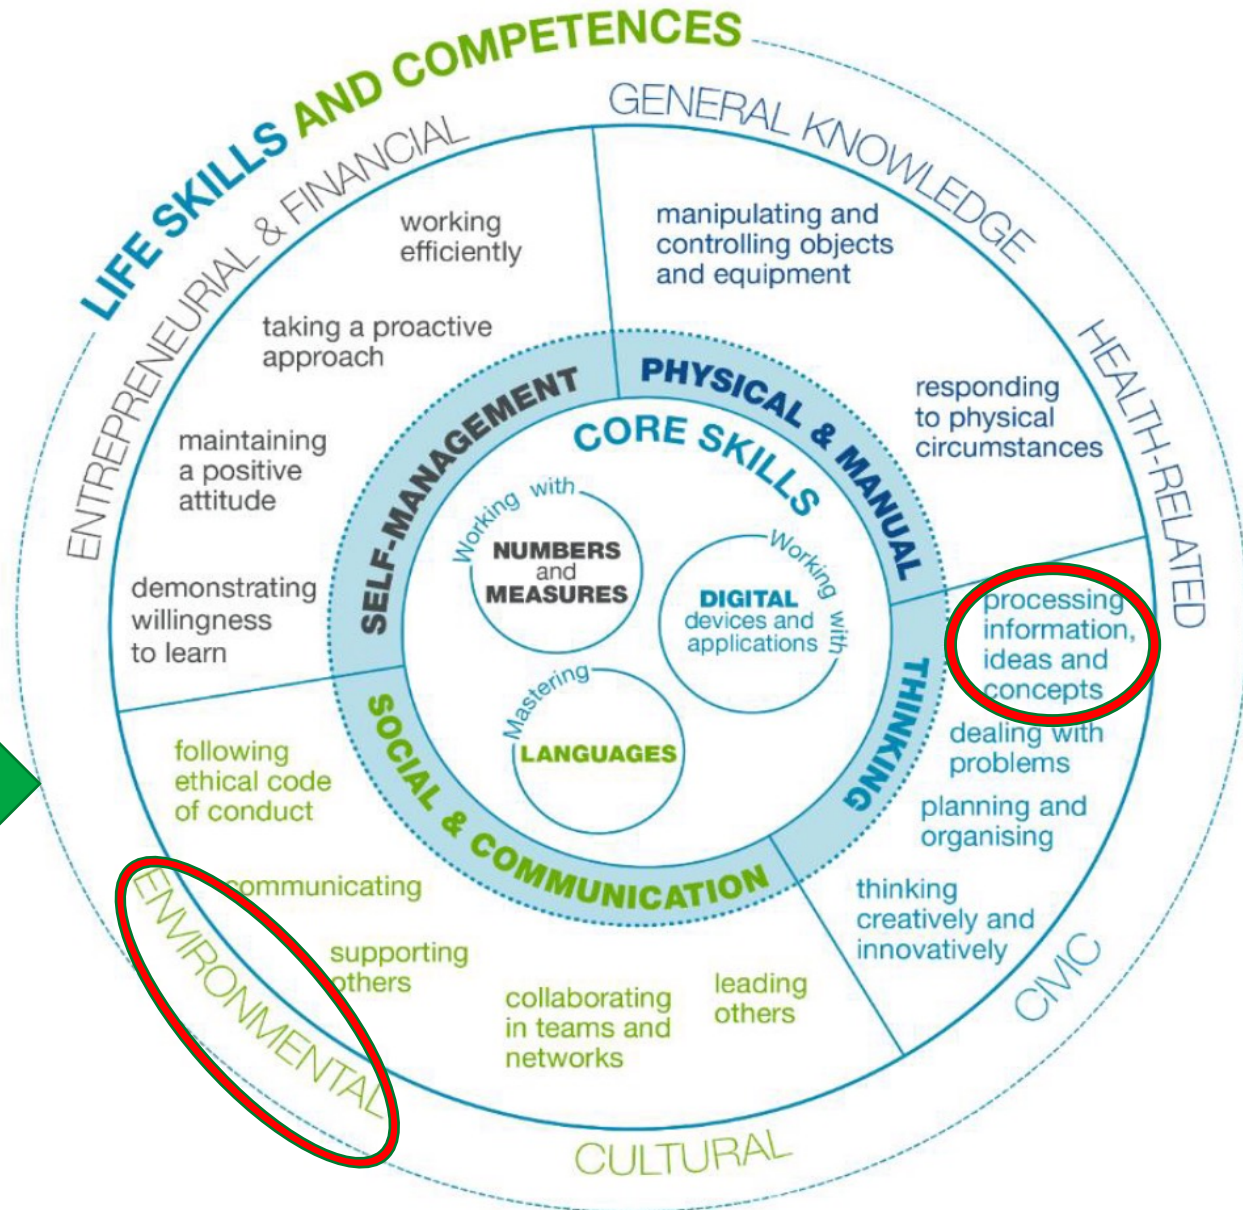 LIFE SKILLS AND COMPETENCES
GENERAL KNOWLEDGE
HEALTH-RELATED
CIVIC
CULTURAL
ENVIRONMENTAL
ENTREPRENEURIAL & FINANCIAL
PHYSICAL & MANUAL
manipulating and
controlling objects
and equipment
responding
to physical
circumstances
THINKING
processing
information,
ideas and
concepts
dealing with
problems
planning and
organising
thinking
creatively and
innovatively
SOCIAL & COMMUNICATION
leading
others
collaborating
in teams and
networks
supporting
others
communicating
following
ethical code
of conduct
SELF-MANAGEMENT
demonstrating
willingness
to learn
maintaining
a positive
attitude
taking a proactive
approach
working
efficiently
CORE SKILLS
Working with
NUMBERS
and
MEASURES
Working with
DIGITAL
devices and
applications
Mastering
LANGUAGES